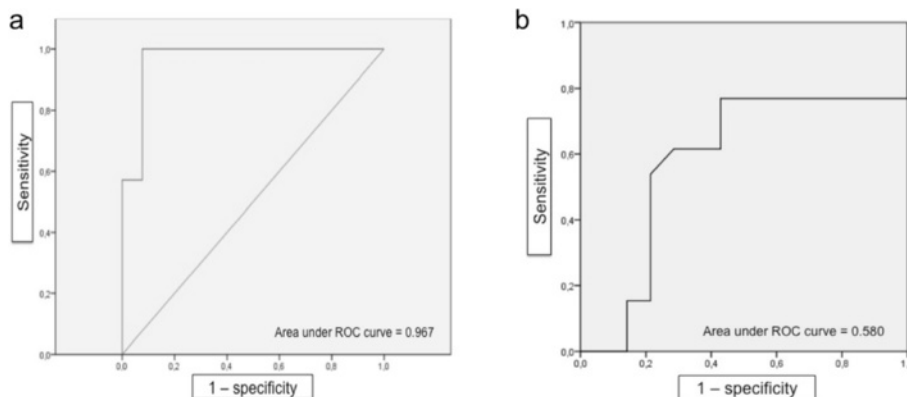 a
1,0
0,8
0,6
0,4
0,2
0,0
Sensitivity
Area under ROC curve = 0.967
0,0 0,2 0,4 0,6 0,8 1,0
1 – specificity
b
1,0
0,8
0,6
0,4
0,2
0,0
Sensitivity
Area under ROC curve = 0.580
0,0 0,2 0,4 0,6 0,8
1 – specificity